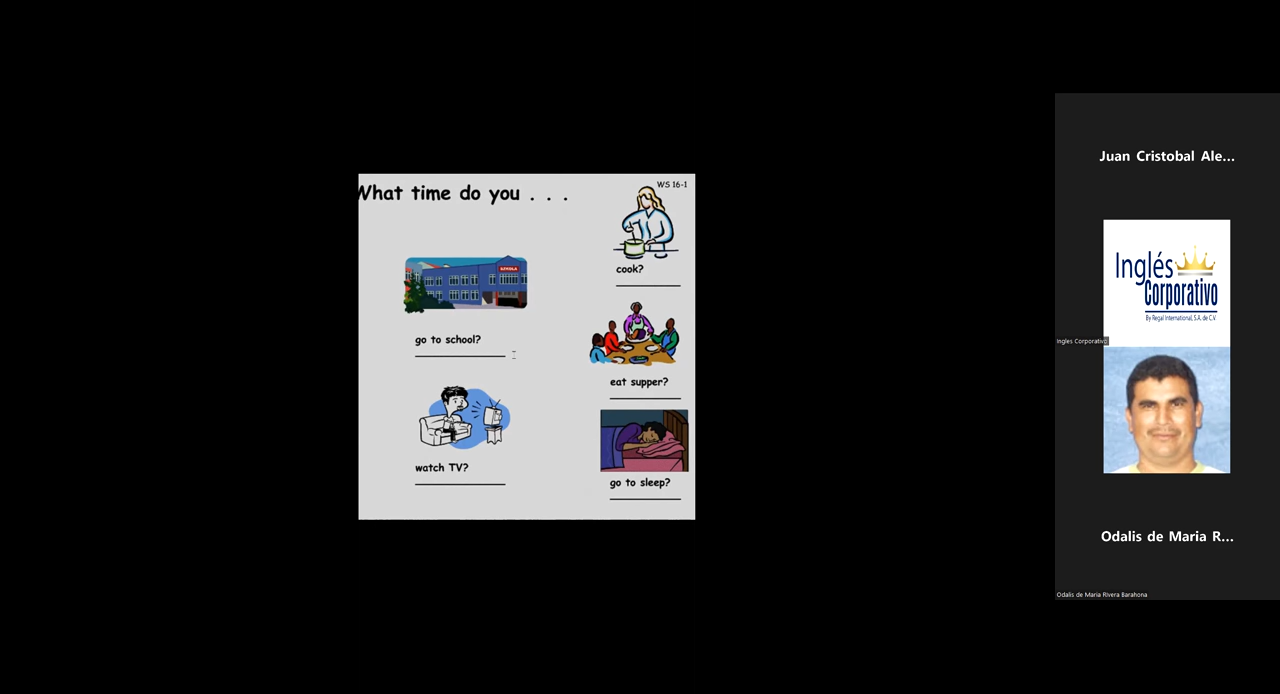 What time do you . . .
WS 16-1
cook?
go to school?
eat supper?
watch TV?
go to sleep?
Juan Cristobal Ale...
Inglés
Corporativo
By Regal International, S.A. de C.V.
Ingles Corporativo
Odalis de Maria R...
Odalis de Maria Rivera Barahona